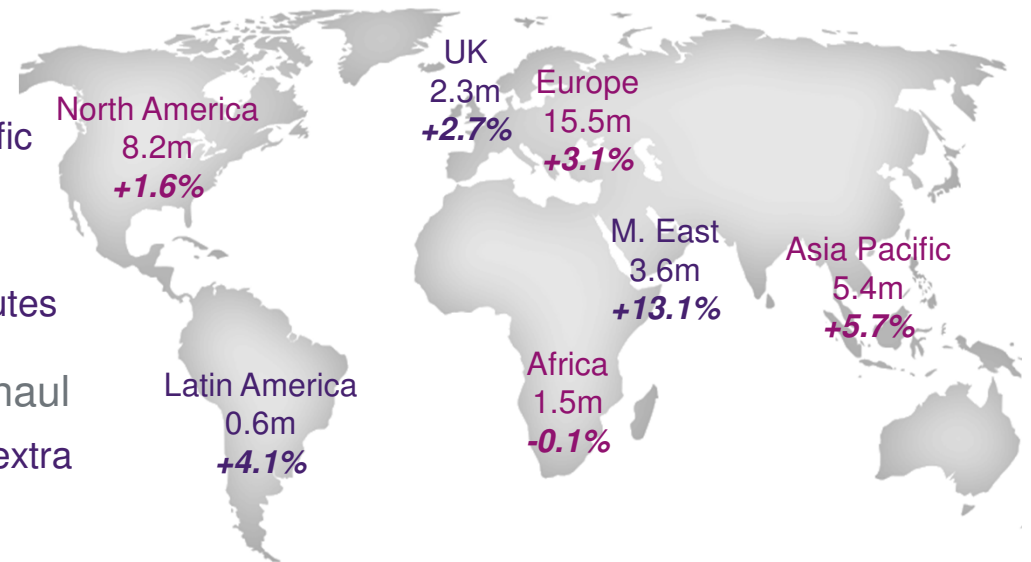 fic
utes
haul
extra
North America
8.2m
+1.6%
UK
2.3m
+2.7%
Europe
15.5m
+3.1%
M. East
3.6m
+13.1%
Asia Pacific
5.4m
+5.7%
Latin America
0.6m
+4.1%
Africa
1.5m
-0.1%